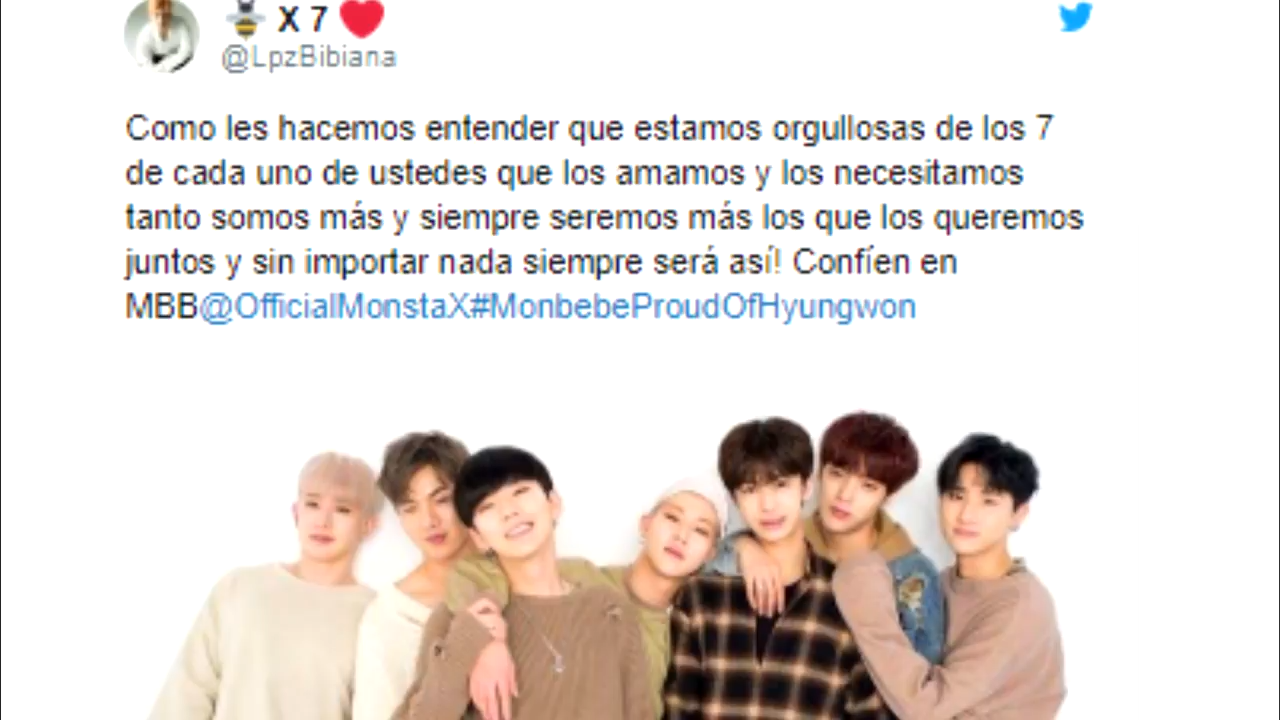 X 7
@LpzBibiana
Como les hacemos entender que estamos orgullosas de los 7
de cada uno de ustedes que los amamos y los necesitamos
tanto somos más y siempre seremos más los que los queremos
juntos y sin importar nada siempre será así! Confíen en
MBB@OfficialMonstaX#MonbebeProudOfHyungwon